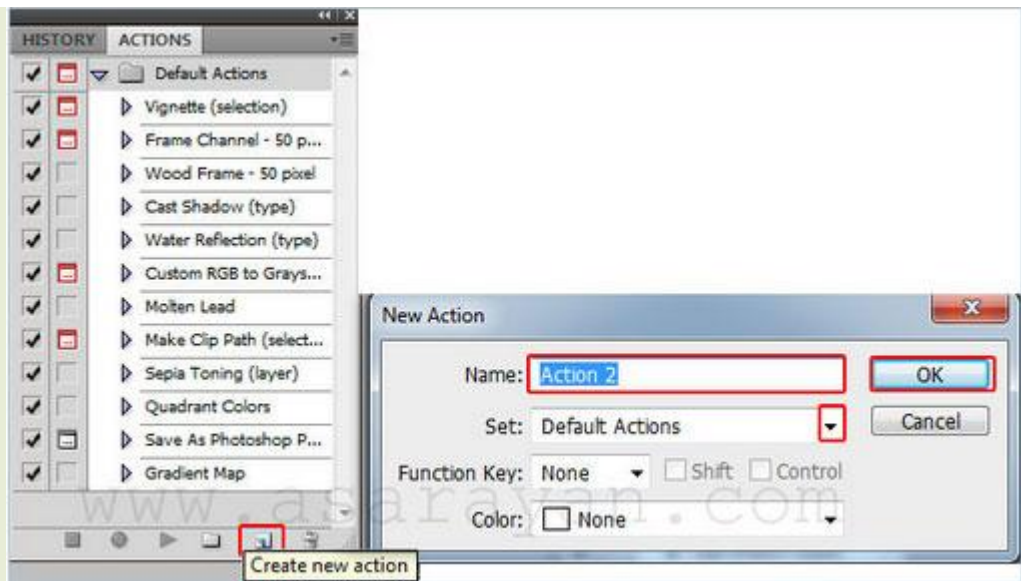 HISTORY ACTIONS
Default Actions
Vignette (selection)
Frame Channel - 50 p...
Wood Frame - 50 pixel
Cast Shadow (type)
Water Reflection (type)
Custom RGB to Grays...
Molten Lead
Make Clip Path (select...
Sepia Toning (layer)
Quadrant Colors
Save As Photoshop P...
Gradient Map
Create new action
New Action
Name: Action 2
OK
Set: Default Actions
Cancel
Function Key: None Shift Control
Color: None
www.asarayan.com